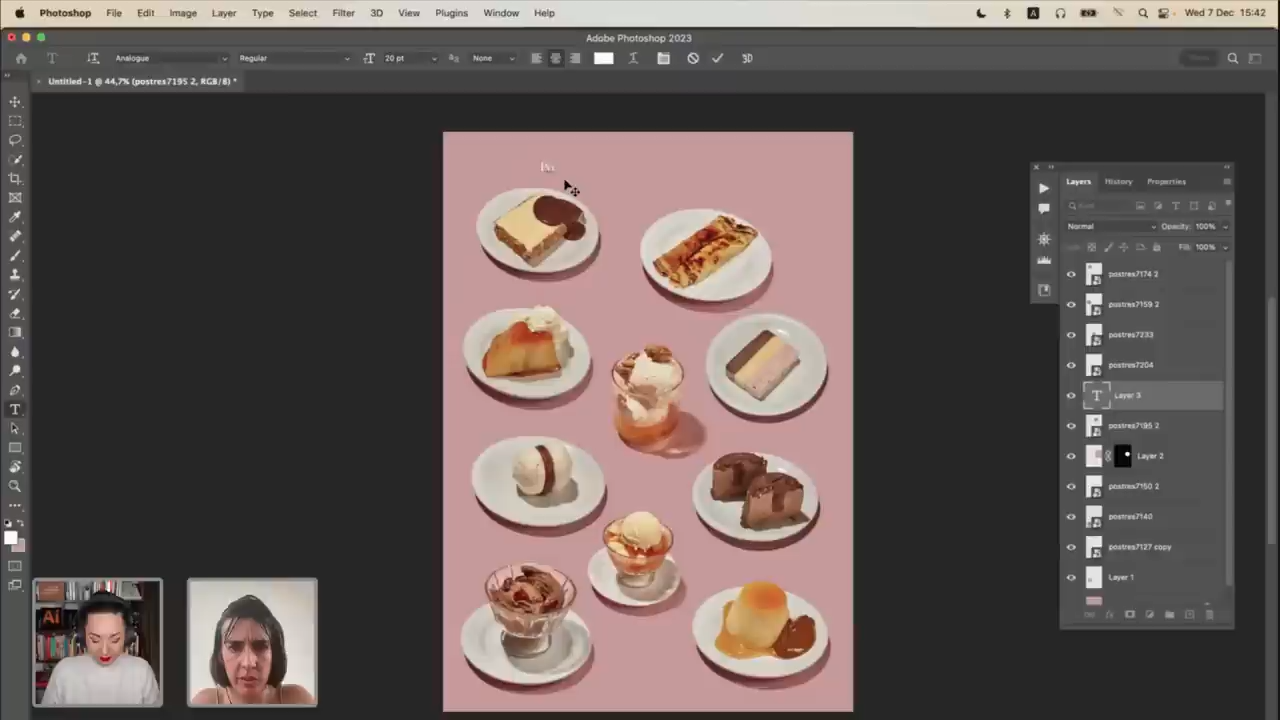 Photoshop File Edit Image Layer Type Select Filter 3D View Plugins Window Help A Wed 7 Dec 15:42
Adobe Photoshop 2023
T Analogue Regular 20 pt None 3D
Untitled-1 @ 44,7% (postres7195 2, RGB/8) *
Layers History Properties
Normal Opacity: 100%
Fill: 100%
postres7174 2
postres7159 2
postres7233
postres7204
T Layer 3
postres7195 2
Layer 2
postres7150 2
postres7140
postres7127 copy
Layer 1
Ai